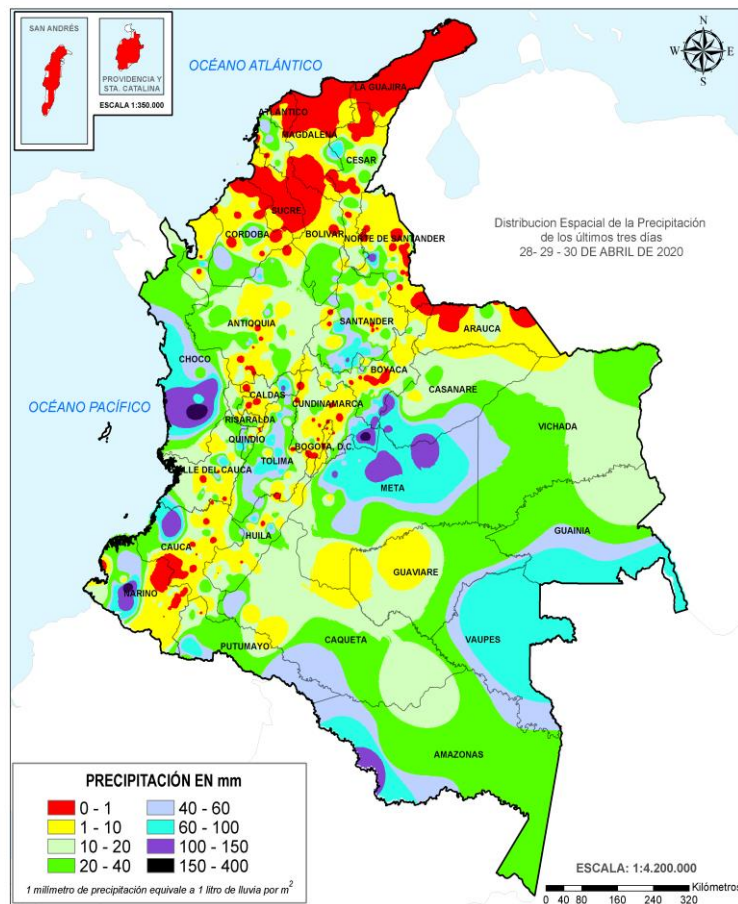 SAN ANDRÉS
PROVIDENCIA Y
STA. CATALINA
ESCALA 1:350.000
OCÉANO ATLÁNTICO
N
W
E
S
LA GUAJIRA
ATLÁNTICO
MAGDALENA
CESAR
SUCRE
CORDOBA
BOLIVAR
NORTE DE SANTANDER
Distribucion Espacial de la Precipitación
de los últimos tres días
28- 29 - 30 DE ABRIL DE 2020
ANTIOQUIA
SANTANDER
ARAUCA
CHOCO
BOYACA
CASANARE
OCÉANO PACÍFICO
CALDAS
CUNDINAMARCA
RISARALDA
VICHADA
QUINDIO
BOGOTA, D.C.
TOLIMA
VALLE DEL CAUCA
META
GUAINIA
CAUCA
HUILA
GUAVIARE
NARIÑO
PUTUMAYO
CAQUETA
VAUPES
AMAZONAS
PRECIPITACIÓN EN mm
0 - 1
40 - 60
1 - 10
60 - 100
10 - 20
100 - 150
20 - 40
150 - 400
1 milímetro de precipitación equivale a 1 litro de lluvia por m²
ESCALA: 1:4.200.000
Kilómetros
0 40 80 160 240 320